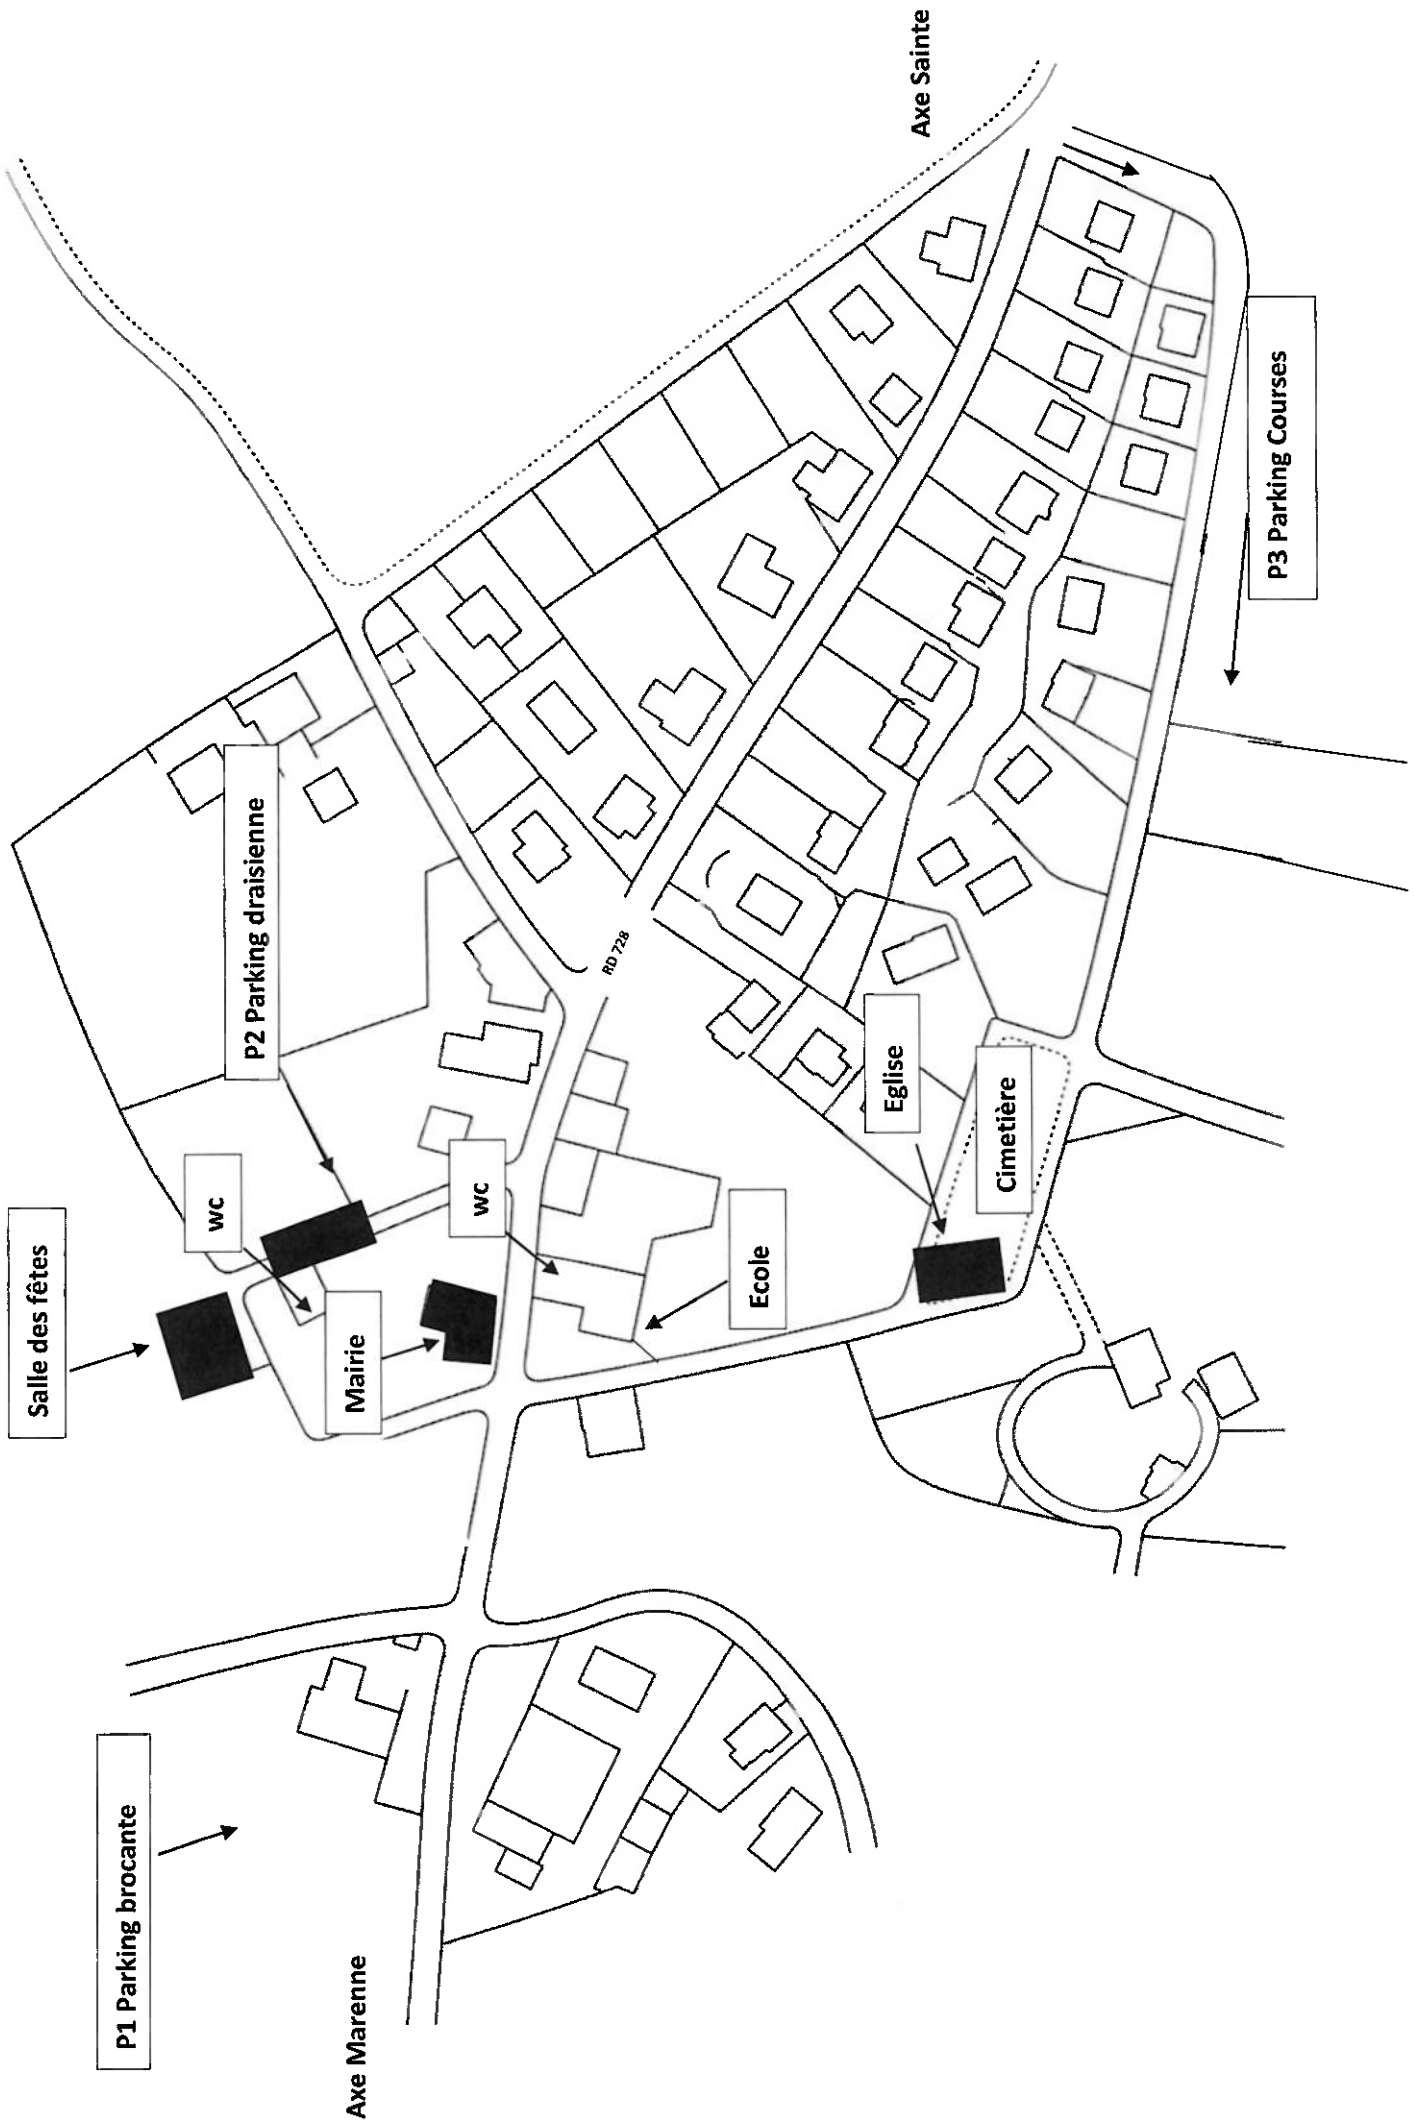 P1 Parking brocante
Salle des fêtes
wc
P2 Parking draisienne
Axe Marenne
Mairie
wc
RD 728
Ecole
Eglise
Cimetière
Axe Sainte
P3 Parking Courses